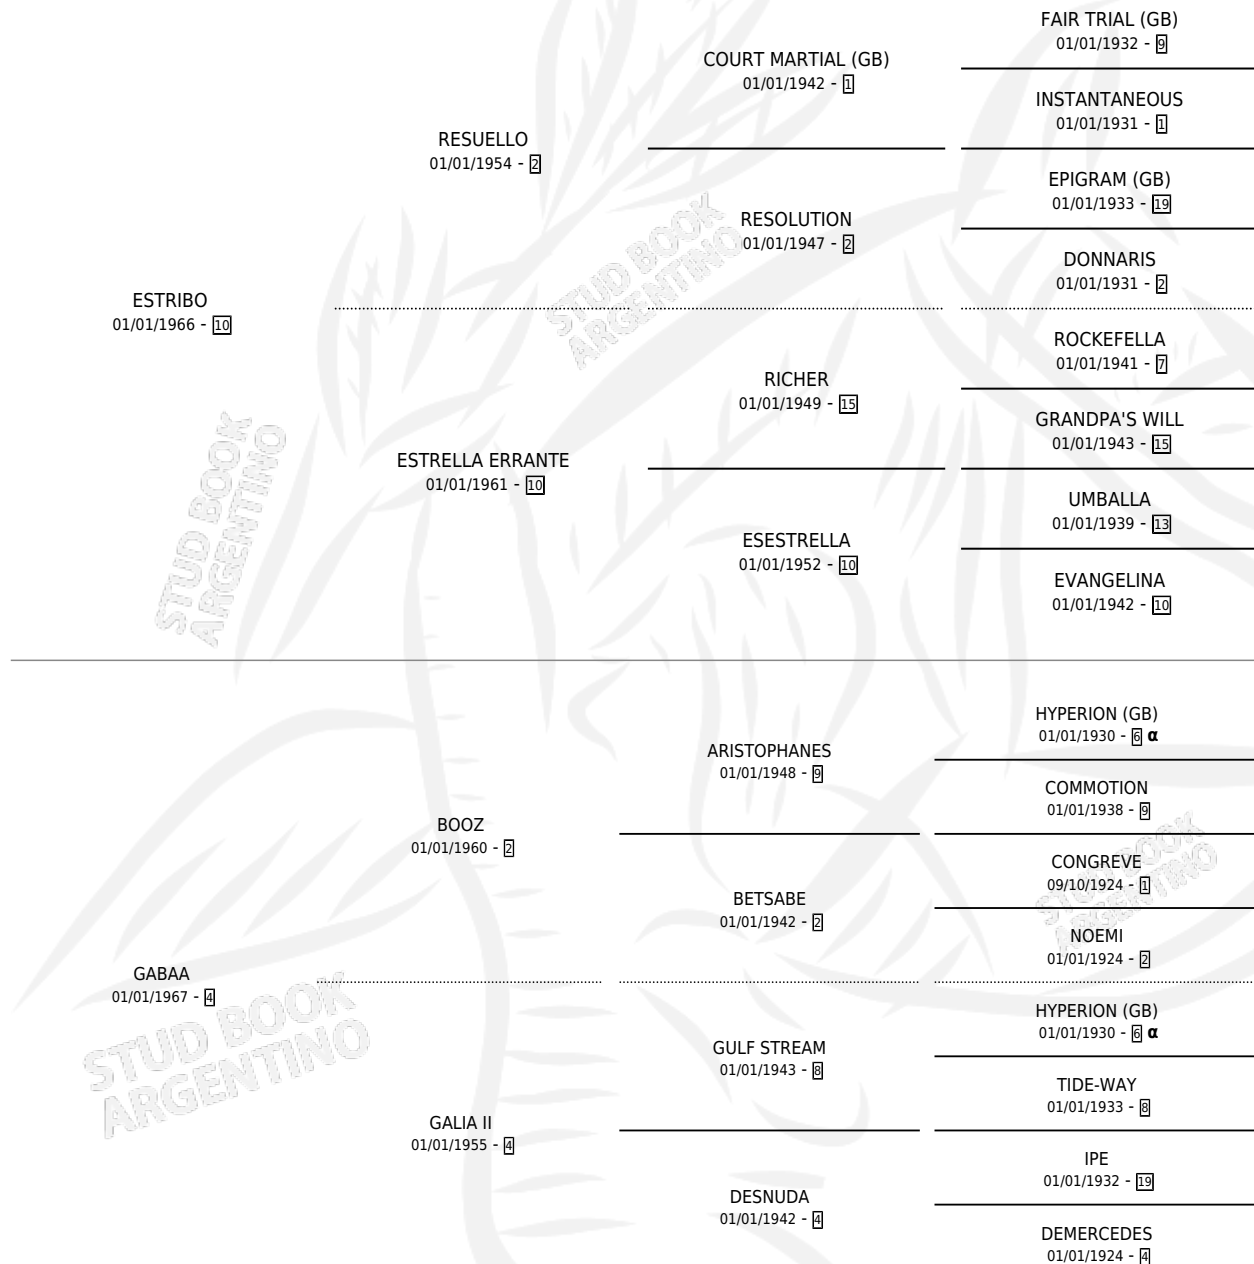 FAIR TRIAL (GB)
01/01/1932 - 9
COURT MARTIAL (GB)
01/01/1942 - 1
INSTANTANEOUS
01/01/1931 - 1
RESUELLO
01/01/1954 - 2
EPIGRAM (GB)
01/01/1933 - 19
RESOLUTION
01/01/1947 - 2
DONNARIS
01/01/1931 - 2
STUD BOOK
ARGENTINO
ESTRIBO
01/01/1966 - 10
ROCKEFELLA
01/01/1941 - 7
RICHER
01/01/1949 - 15
GRANDPA'S WILL
01/01/1943 - 15
ESTRELLA ERRANTE
01/01/1961 - 10
UMBALLA
01/01/1939 - 13
ESESTRELLA
01/01/1952 - 10
EVANGELINA
01/01/1942 - 10
STUD BOOK
ARGENTINO
HYPERION (GB)
01/01/1930 - 6 α
ARISTOPHANES
01/01/1948 - 9
COMMOTION
01/01/1938 - 9
BOOZ
01/01/1960 - 2
CONGREVE
09/10/1924 - 1
BETSABE
01/01/1942 - 2
NOEMI
01/01/1924 - 2
STUD BOOK
ARGENTINO
GABAA
01/01/1967 - 4
HYPERION (GB)
01/01/1930 - 6 α
GULF STREAM
01/01/1943 - 8
TIDE-WAY
01/01/1933 - 8
GALIA II
01/01/1955 - 4
IPE
01/01/1932 - 19
DESNUDA
01/01/1942 - 4
DEMERCEDES
01/01/1924 - 4
STUD BOOK
ARGENTINO